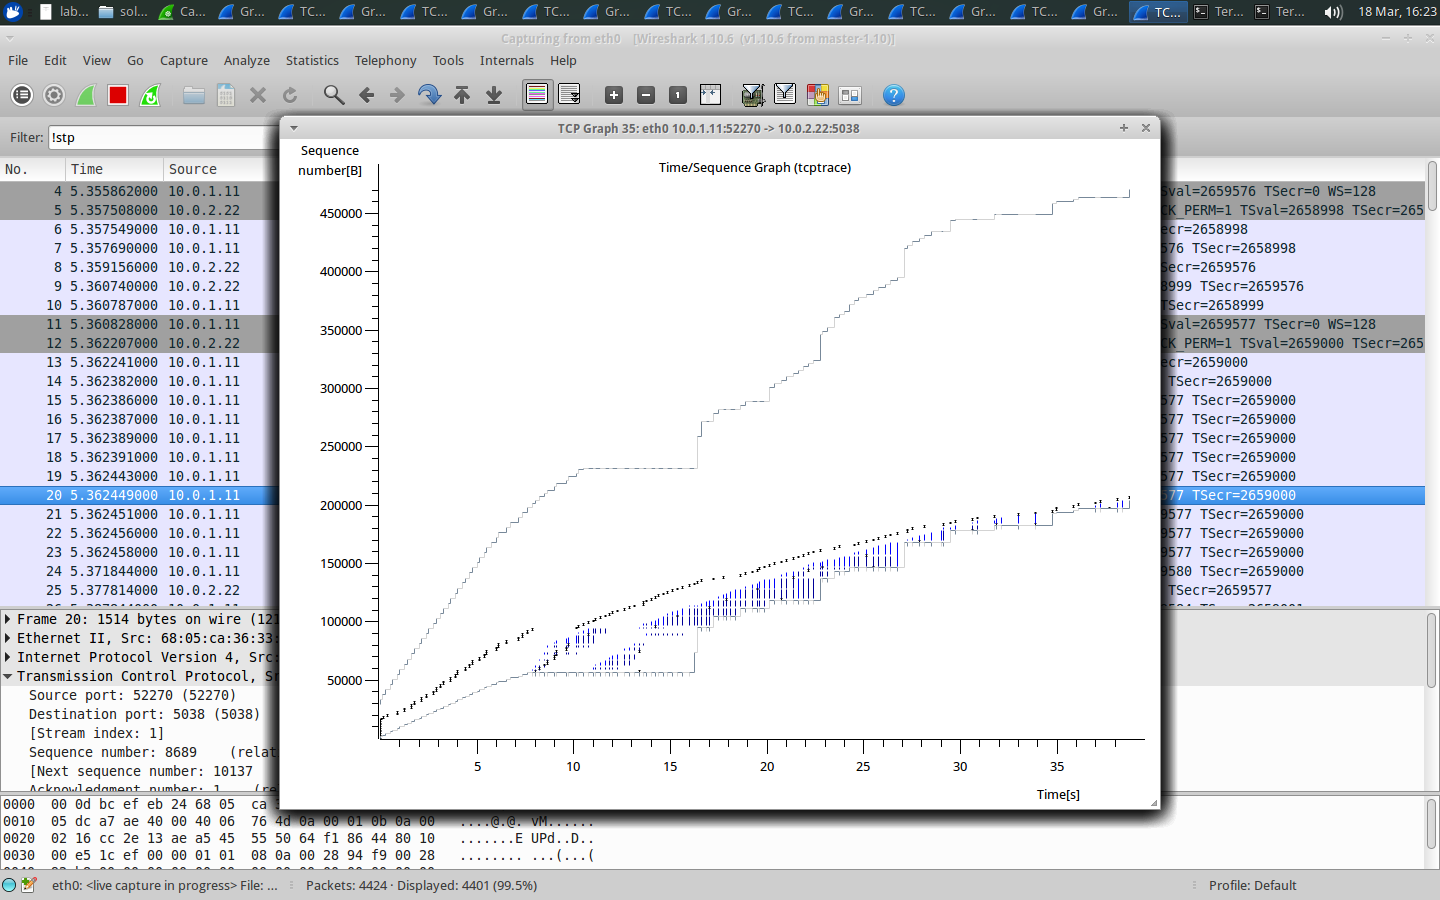 lab... sol... Ca... Gr... TC... Gr... TC... Gr... TC... Gr... TC... Gr... TC... Gr... TC... Gr... TC... Gr... TC... Ter... Ter... 18 Mar, 16:23
Capturing from eth0 [Wireshark 1.10.6 (v1.10.6 from master-1.10)]
File Edit View Go Capture Analyze Statistics Telephony Tools Internals Help
Filter: !stp
No. Time Source
4 5.355862000 10.0.1.11 Sval=2659576 TSecr=0 WS=128
5 5.357508000 10.0.2.22 CK_PERM=1 TSval=2658998 TSecr=265
6 5.357549000 10.0.1.11 ecr=2658998
7 5.357690000 10.0.1.11 576 TSecr=2658998
8 5.359156000 10.0.2.22 Secr=2659576
9 5.360740000 10.0.2.22 8999 TSecr=2659576
10 5.360787000 10.0.1.11 TSecr=2658999
11 5.360828000 10.0.1.11 Sval=2659577 TSecr=0 WS=128
12 5.362207000 10.0.2.22 CK_PERM=1 TSval=2659000 TSecr=265
13 5.362241000 10.0.1.11 ecr=2659000
14 5.362382000 10.0.1.11 TSecr=2659000
15 5.362386000 10.0.1.11 577 TSecr=2659000
16 5.362387000 10.0.1.11 577 TSecr=2659000
17 5.362389000 10.0.1.11 577 TSecr=2659000
18 5.362391000 10.0.1.11 577 TSecr=2659000
19 5.362443000 10.0.1.11 577 TSecr=2659000
20 5.362449000 10.0.1.11 577 TSecr=2659000
21 5.362451000 10.0.1.11 9577 TSecr=2659000
22 5.362456000 10.0.1.11 9577 TSecr=2659000
23 5.362458000 10.0.1.11 9577 TSecr=2659000
24 5.371844000 10.0.1.11 9580 TSecr=2659000
25 5.377814000 10.0.2.22 TSecr=2659577
TCP Graph 35: eth0 10.0.1.11:52270 -> 10.0.2.22:5038
Sequence
number[B]
Time/Sequence Graph (tcptrace)
450000
400000
350000
300000
250000
200000
150000
100000
50000
5 10 15 20 25 30 35
Time[s]
Frame 20: 1514 bytes on wire (121
Ethernet II, Src: 68:05:ca:36:33:
Internet Protocol Version 4, Src:
Transmission Control Protocol, Sr
Source port: 52270 (52270)
Destination port: 5038 (5038)
[Stream index: 1]
Sequence number: 8689 (relat
[Next sequence number: 10137
Acknowledgment number: 1 (re
0000 00 0d bc ef eb 24 68 05 ca 3
0010 05 dc a7 ae 40 00 40 06 76 4d 0a 00 01 0b 0a 00 ....@.@. vM......
0020 02 16 cc 2e 13 ae a5 45 55 50 64 f1 86 44 80 10 .......E UPd..D..
0030 00 e5 1c ef 00 00 01 01 08 0a 00 28 94 f9 00 28 ........ ...(...(
eth0: <live capture in progress> File: ... Packets: 4424 · Displayed: 4401 (99.5%) Profile: Default